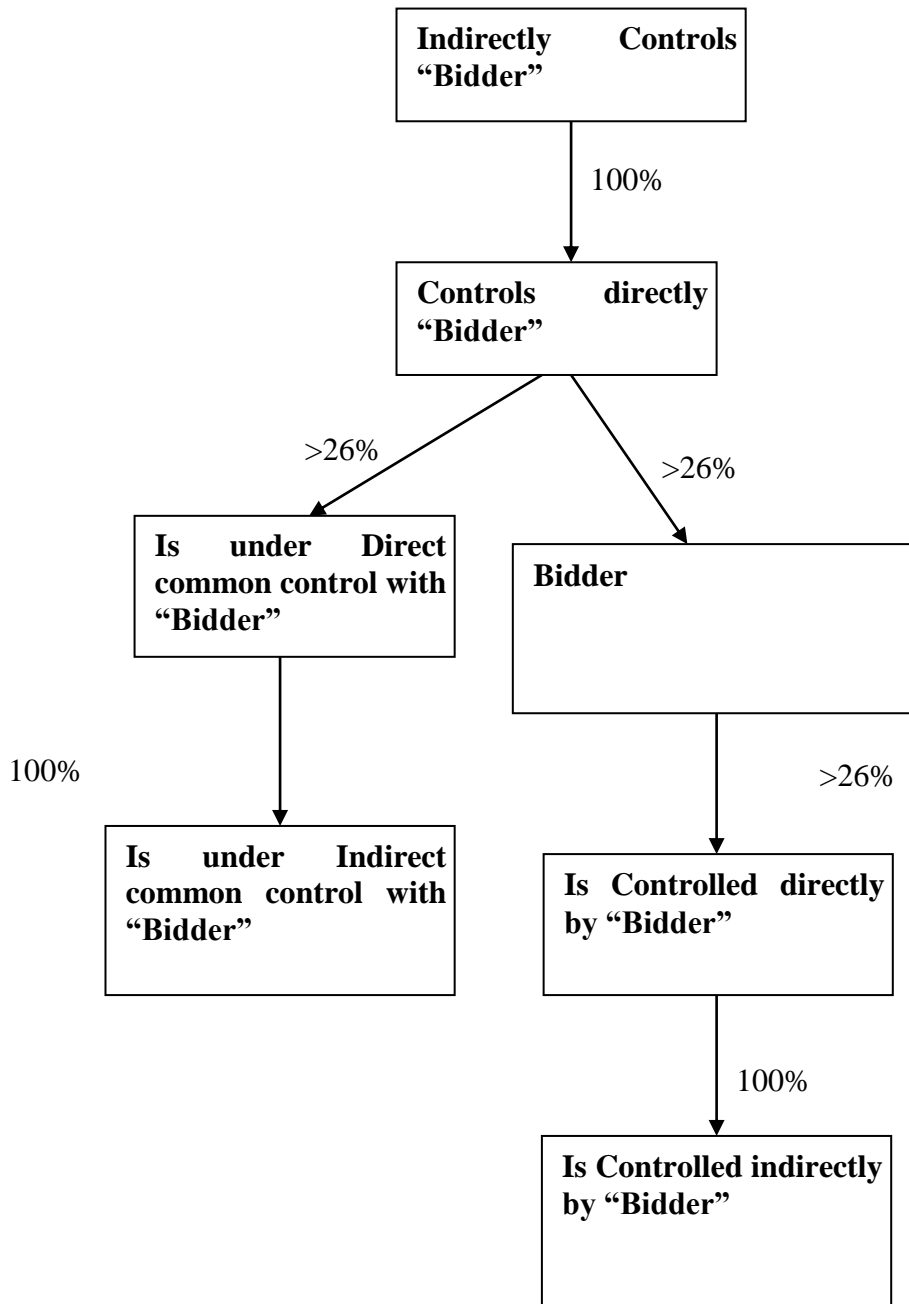 Indirectly Controls
“Bidder”
100%
Controls directly
“Bidder”
>26%
>26%
Is under Direct
common control with
“Bidder”
Bidder
100%
>26%
Is under Indirect
common control with
“Bidder”
Is Controlled directly
by “Bidder”
100%
Is Controlled indirectly
by “Bidder”